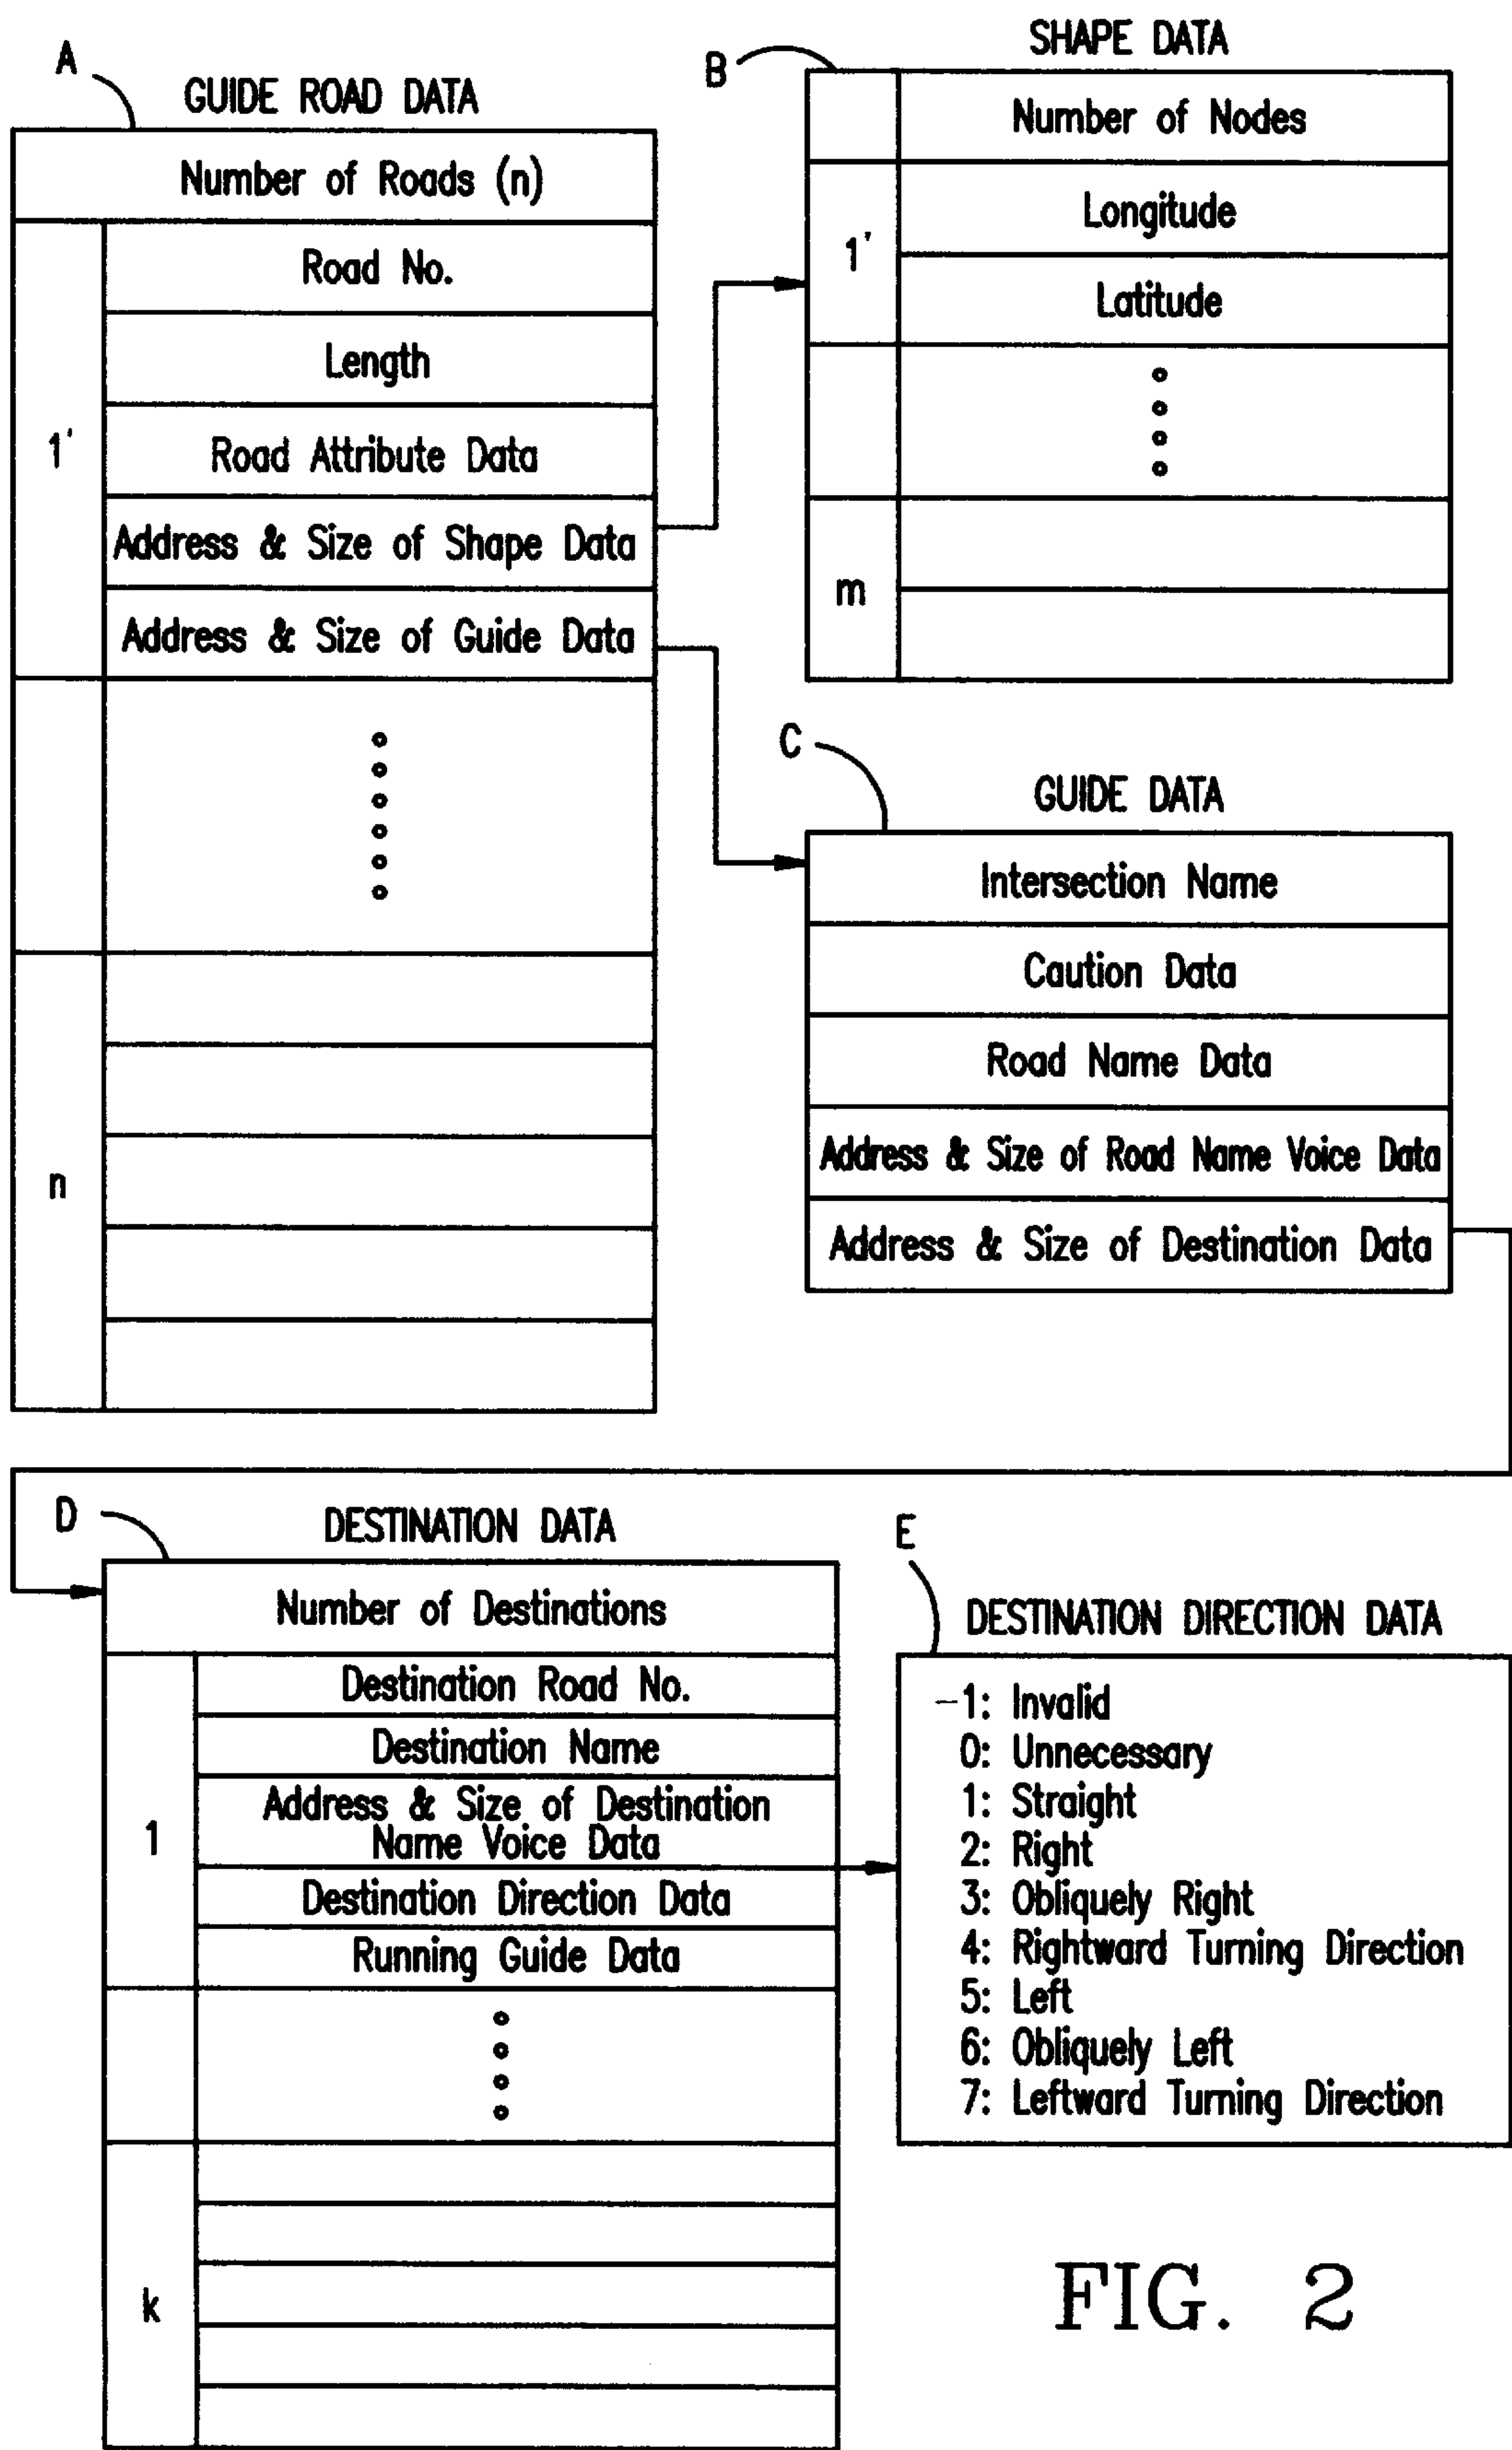 A
GUIDE ROAD DATA
Number of Roads (n)
1'
Road No.
Length
Road Attribute Data
Address & Size of Shape Data
Address & Size of Guide Data
n
B
SHAPE DATA
Number of Nodes
1'
Longitude
Latitude
m
C
GUIDE DATA
Intersection Name
Caution Data
Road Name Data
Address & Size of Road Name Voice Data
Address & Size of Destination Data
D
DESTINATION DATA
Number of Destinations
1
Destination Road No.
Destination Name
Address & Size of Destination
Name Voice Data
Destination Direction Data
Running Guide Data
k
E
DESTINATION DIRECTION DATA
-1: Invalid
0: Unnecessary
1: Straight
2: Right
3: Obliquely Right
4: Rightward Turning Direction
5: Left
6: Obliquely Left
7: Leftward Turning Direction
FIG. 2